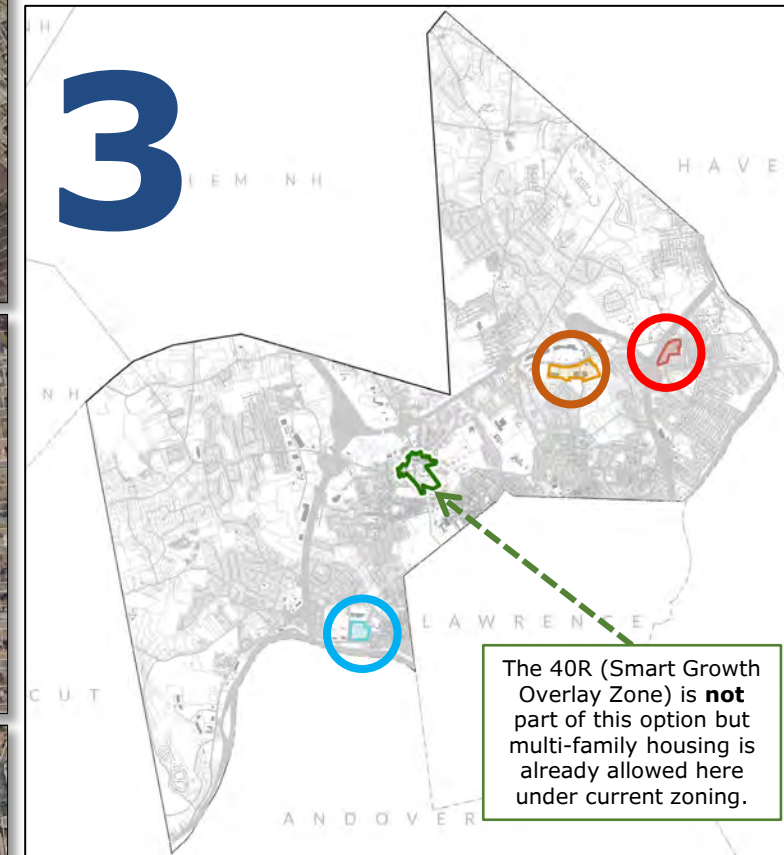 N H
3
I E M N H
H A V E
N H
L A W R E N C E
C U T
The 40R (Smart Growth
Overlay Zone) is not
part of this option but
multi-family housing is
already allowed here
under current zoning.
A N D O V E R